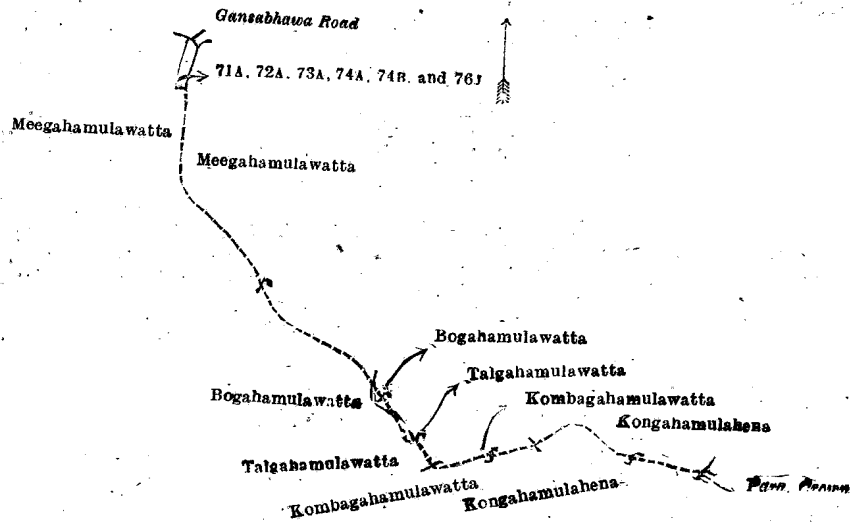 Gansabhawa Road
71A, 72A, 73A, 74A, 74B, and 76J
Meegahamulawatta
Meegahamulawatta
Bogahamulawatta
Talgahamulawatta
Bogahamulawatta
Kombagahamulawatta
Kongahamulahena
Talgahamulawatta
Kombagahamulawatta
Kongahamulahena